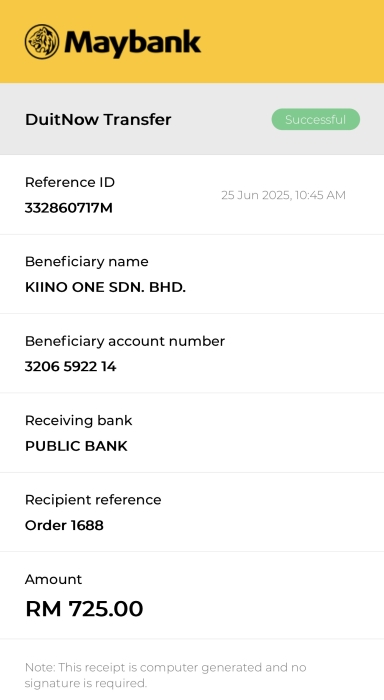 Maybank
DuitNow Transfer
Successful
Reference ID
332860717M
25 Jun 2025, 10:45 AM
Beneficiary name
KIINO ONE SDN. BHD.
Beneficiary account number
3206 5922 14
Receiving bank
PUBLIC BANK
Recipient reference
Order 1688
Amount
RM 725.00
Note: This receipt is computer generated and no
signature is required.